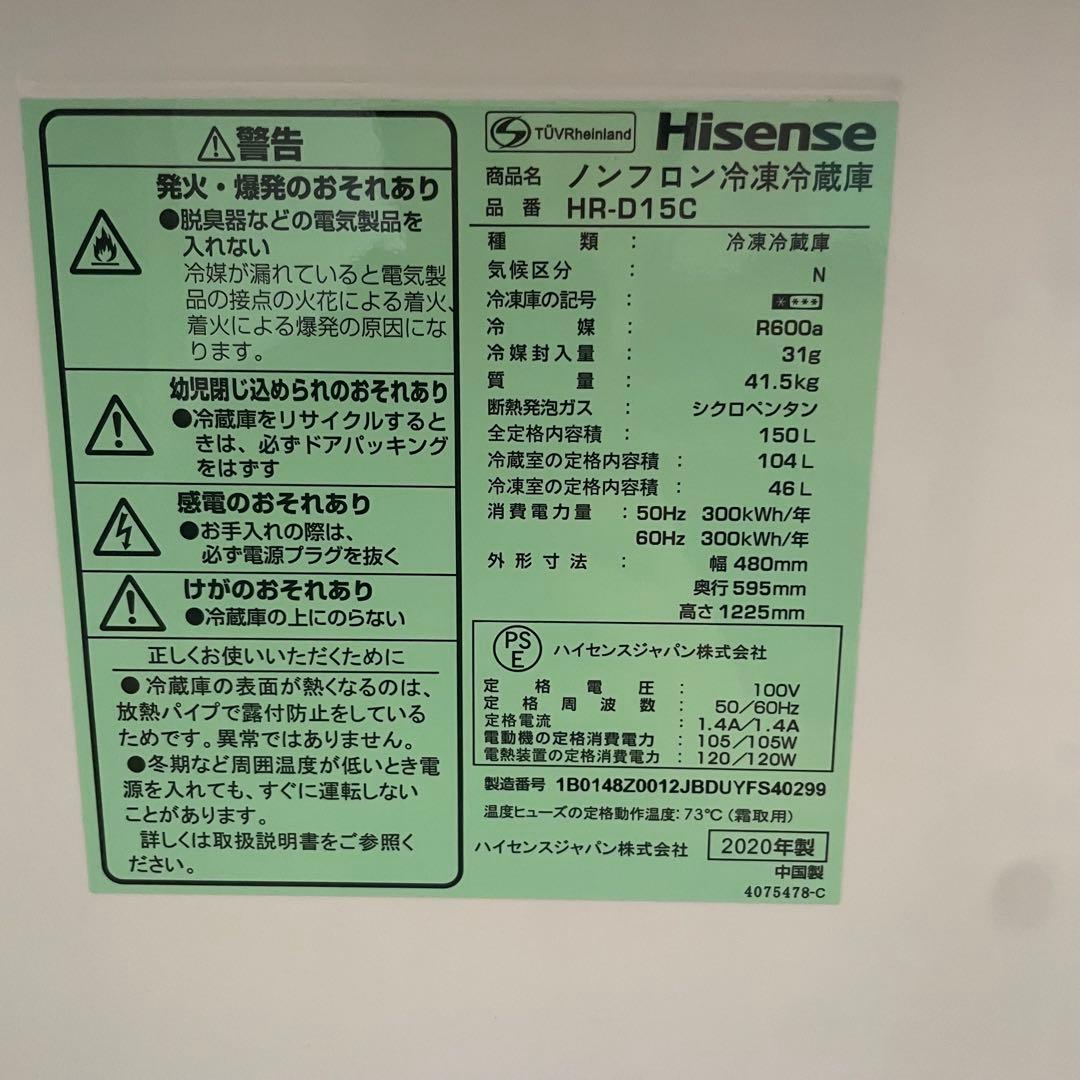 ⚠警告
発火・爆発のおそれあり
●脱臭器などの電気製品を
入れない
冷媒が漏れていると電気製
品の接点の火花による着火、
着火による爆発の原因にな
ります。
幼児閉じ込められのおそれあり
●冷蔵庫をリサイクルすると
きは、必ずドアパッキング
をはずす
感電のおそれあり
●お手入れの際は、
必ず電源プラグを抜く
けがのおそれあり
●冷蔵庫の上にのらない
正しくお使いいただくために
●冷蔵庫の表面が熱くなるのは、
放熱パイプで露付防止をしている
ためです。異常ではありません。
●冬期など周囲温度が低いとき電
源を入れても、すぐに運転しない
ことがあります。
詳しくは取扱説明書をご参照く
ださい。
TÜVRheinland Hisense
商品名 ノンフロン冷凍冷蔵庫
品番 HR-D15C
種類 : 冷凍冷蔵庫
気候区分 : N
冷凍庫の記号 : * ***
冷媒 : R600a
冷媒封入量 : 31g
質量 : 41.5kg
断熱発泡ガス : シクロペンタン
全定格内容積 : 150L
冷蔵室の定格内容積 : 104L
冷凍室の定格内容積 : 46L
消費電力量 : 50Hz 300kWh/年
60Hz 300kWh/年
外形寸法 : 幅 480mm
奥行 595mm
高さ 1225mm
PSE ハイセンスジャパン株式会社
定格電圧 : 100V
定格周波数 : 50/60Hz
定格電流 : 1.4A/1.4A
電動機の定格消費電力 : 105/105W
電熱装置の定格消費電力 : 120/120W
製造番号 1B0148Z0012JBDUYFS40299
温度ヒューズの定格動作温度:73℃(霜取用)
ハイセンスジャパン株式会社 2020年製
中国製
4075478-C